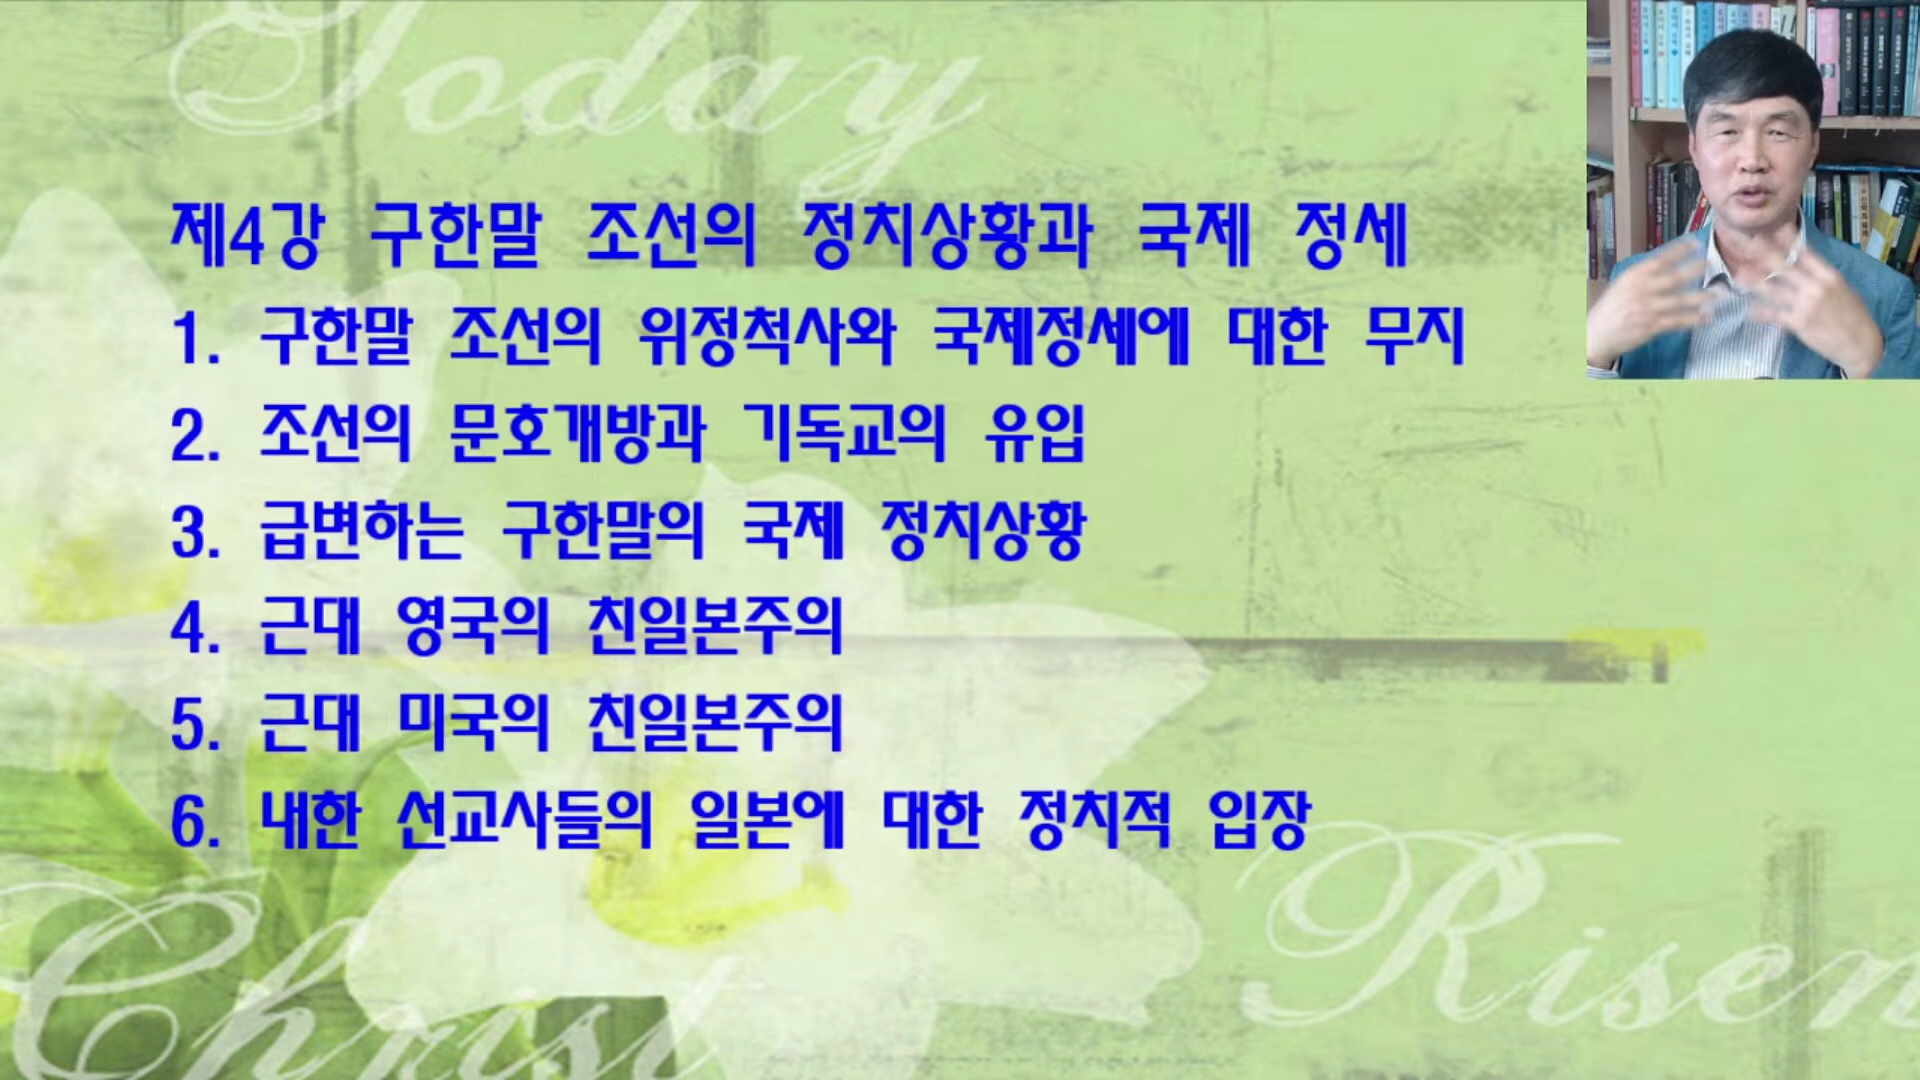 Today
제4강 구한말 조선의 정치상황과 국제 정세
1. 구한말 조선의 위정척사와 국제정세에 대한 무지
2. 조선의 문호개방과 기독교의 유입
3. 급변하는 구한말의 국제 정치상황
4. 근대 영국의 친일본주의
5. 근대 미국의 친일본주의
6. 내한 선교사들의 일본에 대한 정치적 입장
Christ
Risen